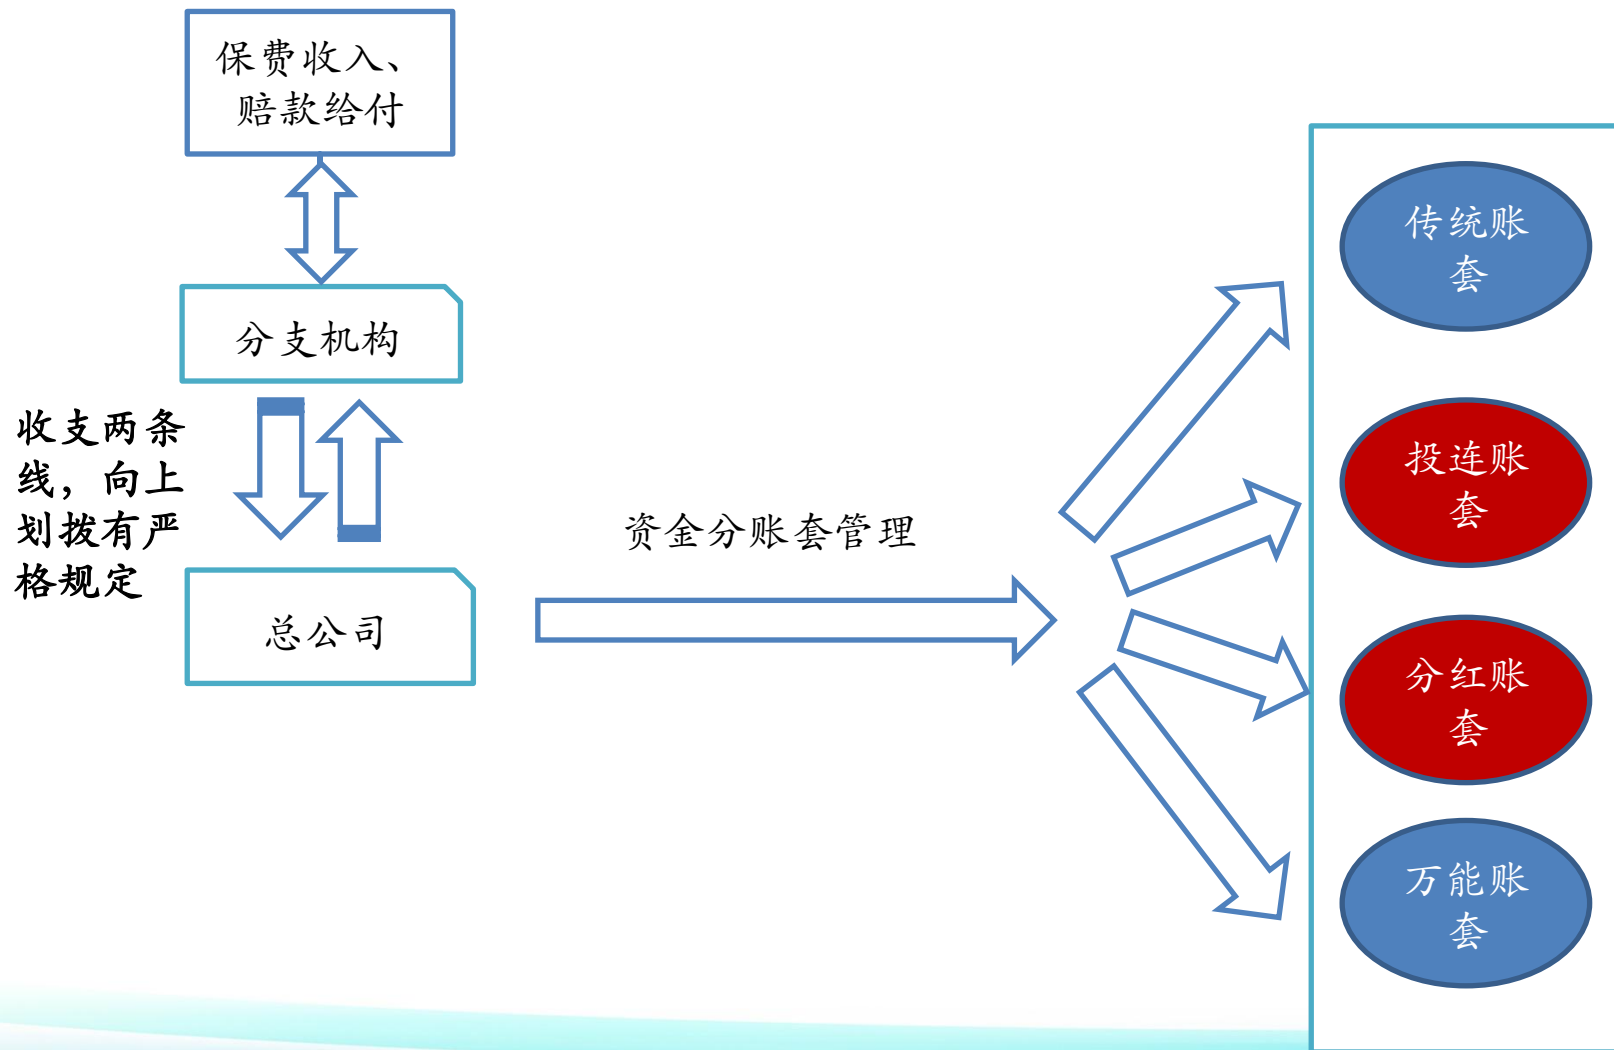 保费收入、
赔款给付
分支机构
收支两条
线，向上
划拨有严
格规定
总公司
资金分账套管理
传统账
套
投连账
套
分红账
套
万能账
套